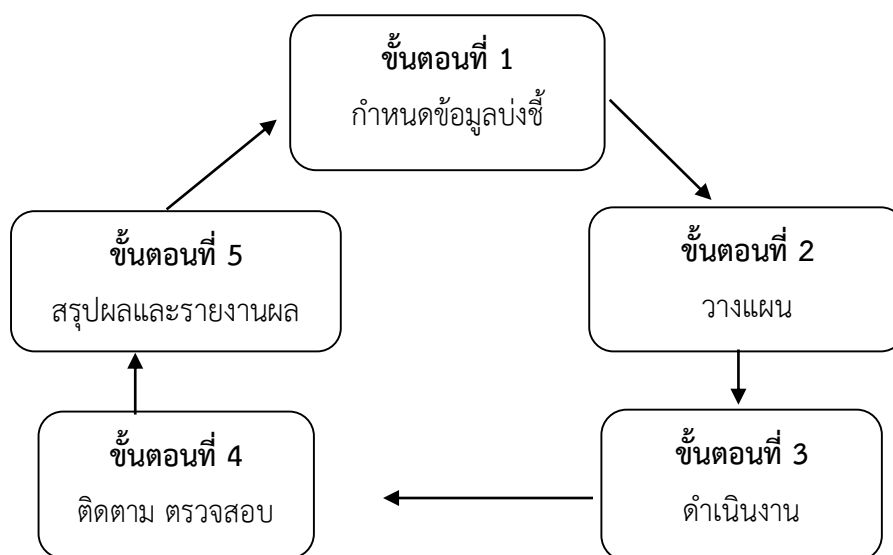 ขั้นตอนที่ 1
กำหนดข้อมูลบ่งชี้
ขั้นตอนที่ 2
วางแผน
ขั้นตอนที่ 3
ดำเนินงาน
ขั้นตอนที่ 4
ติดตาม ตรวจสอบ
ขั้นตอนที่ 5
สรุปผลและรายงานผล